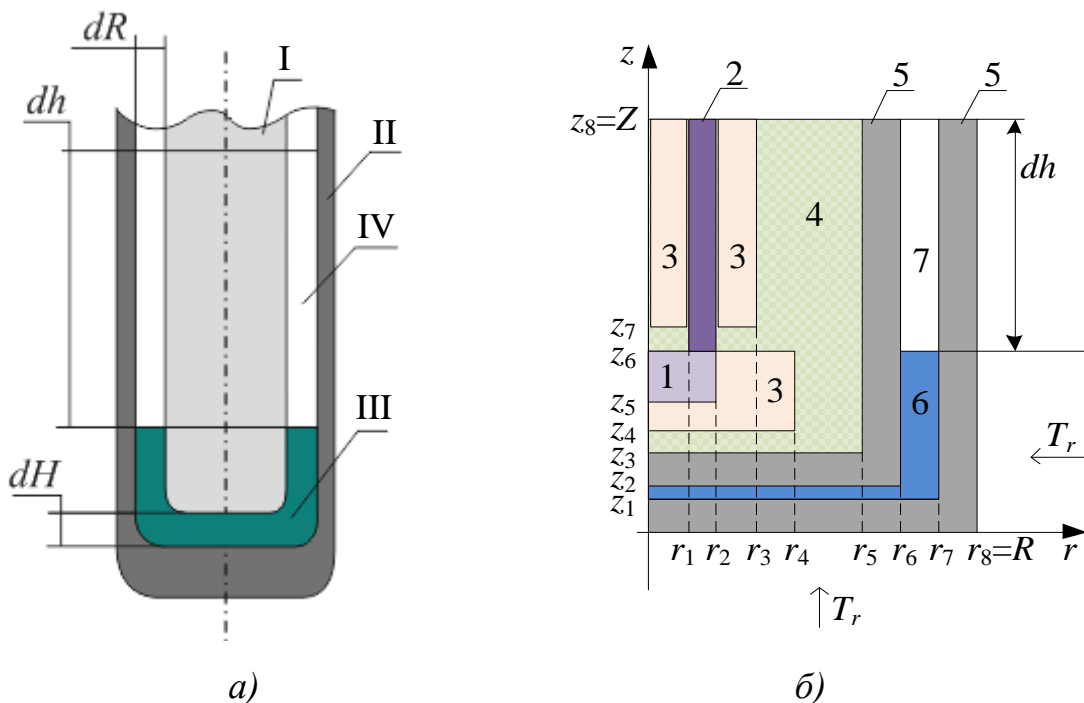 dR
I
dh
II
IV
III
dH
а)
z
2
5
5
z8=Z
dh
4
3
3
7
z7
z6
1
3
6
z5
z4
Tr
z3
z2
z1
r1 r2 r3 r4 r5 r6 r7 r8=R r
Tr
б)